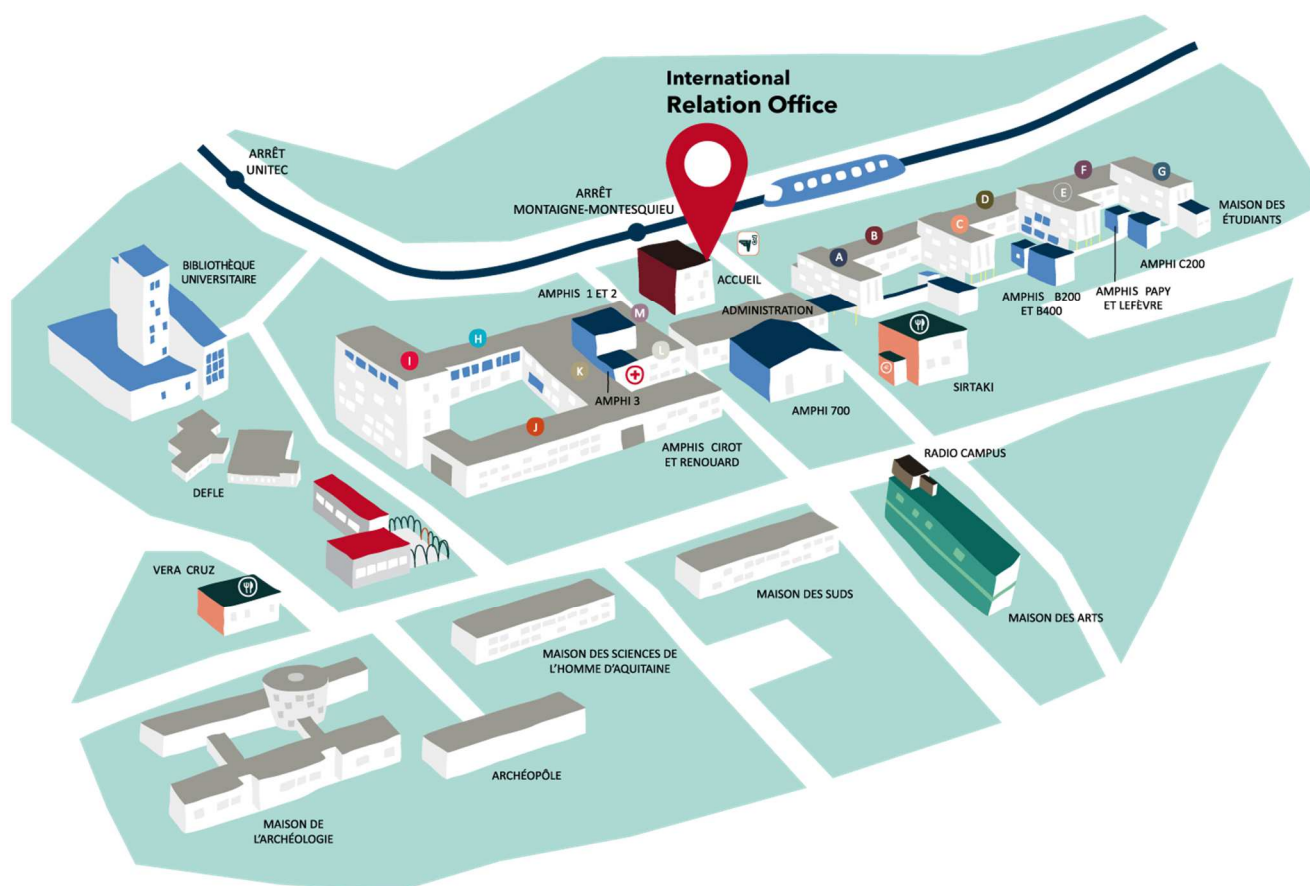 International
Relation Office
ARRÊT
UNITEC
ARRÊT
MONTAIGNE-MONTESQUIEU
BIBLIOTHÈQUE
UNIVERSITAIRE
ACCUEIL
AMPHIS 1 ET 2
ADMINISTRATION
A
B
C
D
E
F
G
MAISON DES
ÉTUDIANTS
AMPHI C200
AMPHIS PAPY
ET LEFÈVRE
AMPHIS B200
ET B400
M
L
K
H
I
J
AMPHI 3
AMPHI 700
SIRTAKI
AMPHIS CIROT
ET RENOUARD
RADIO CAMPUS
DEFLE
VERA CRUZ
MAISON DES SUDS
MAISON DES ARTS
MAISON DES SCIENCES DE
L'HOMME D'AQUITAINE
ARCHÉOPÔLE
MAISON DE
L'ARCHÉOLOGIE